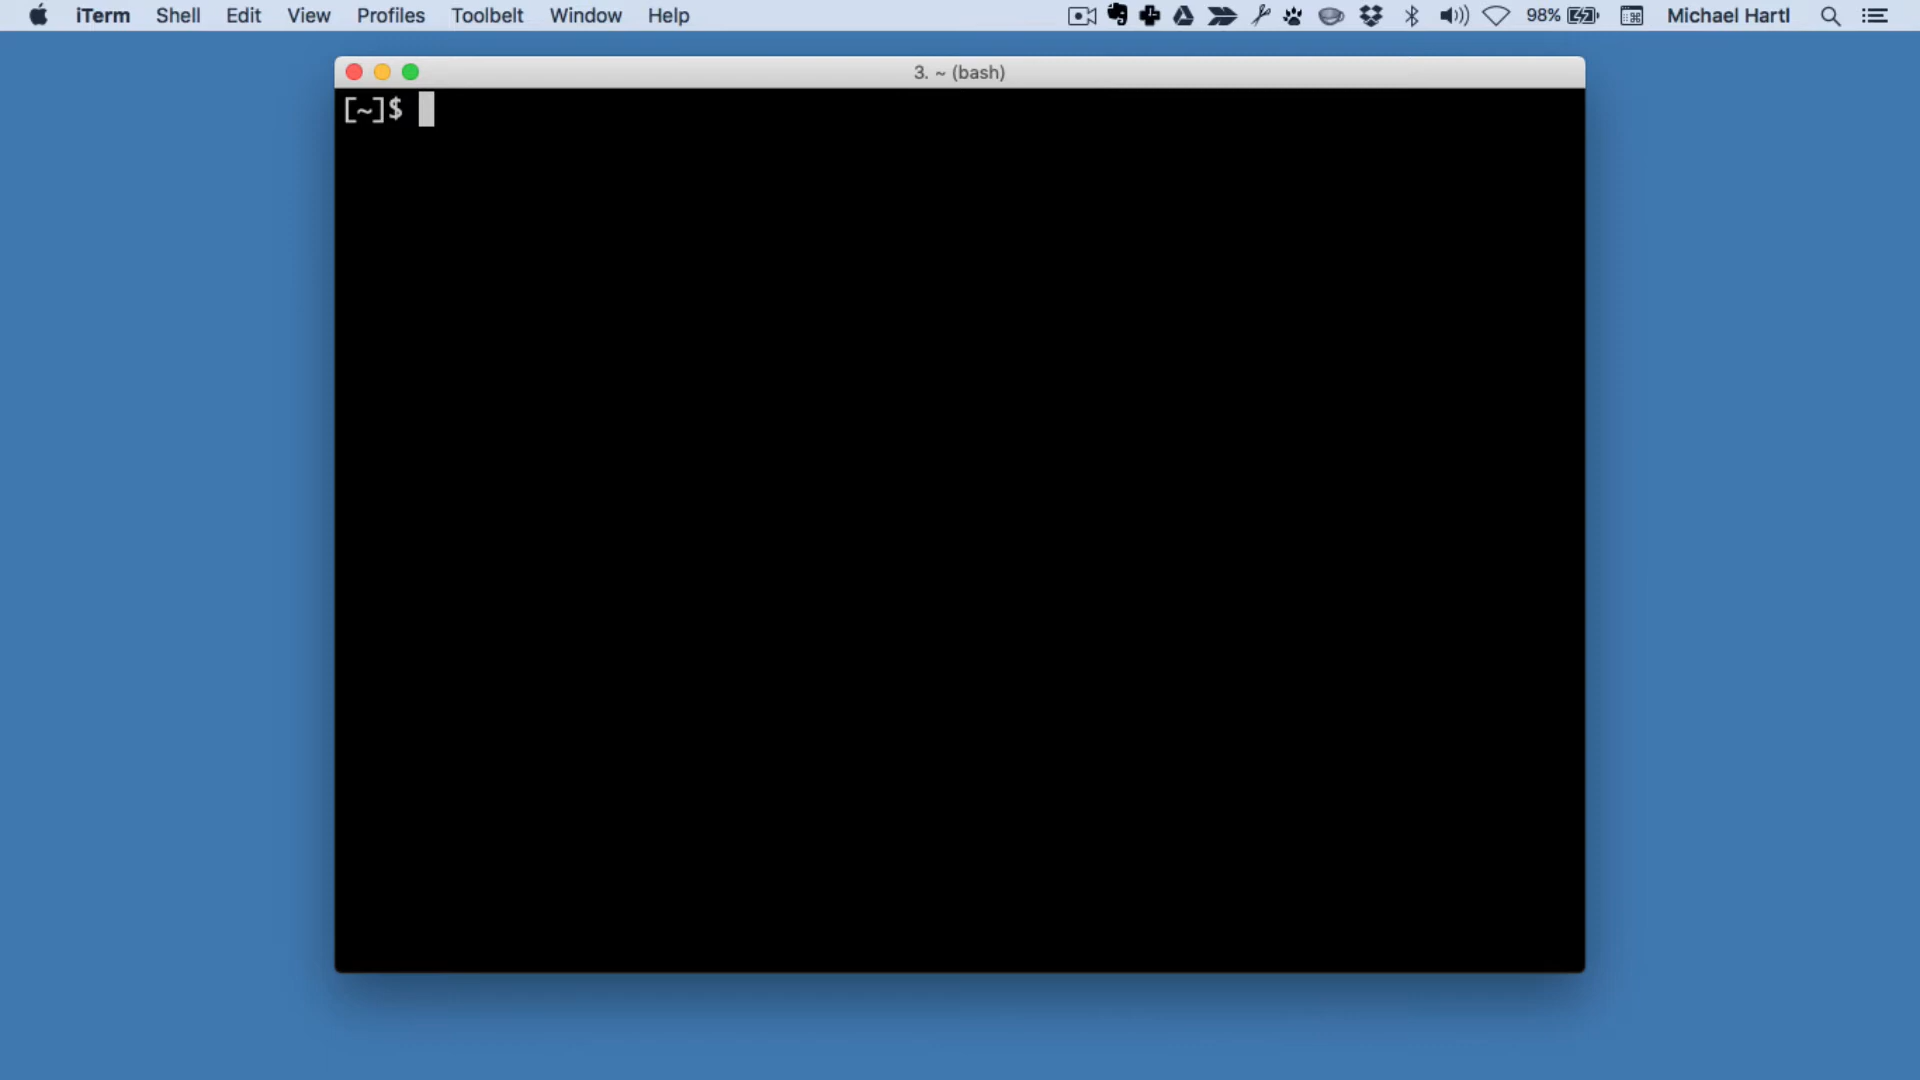 iTerm Shell Edit View Profiles Toolbelt Window Help 98% Michael Hartl
3. ~ (bash)
[~]$